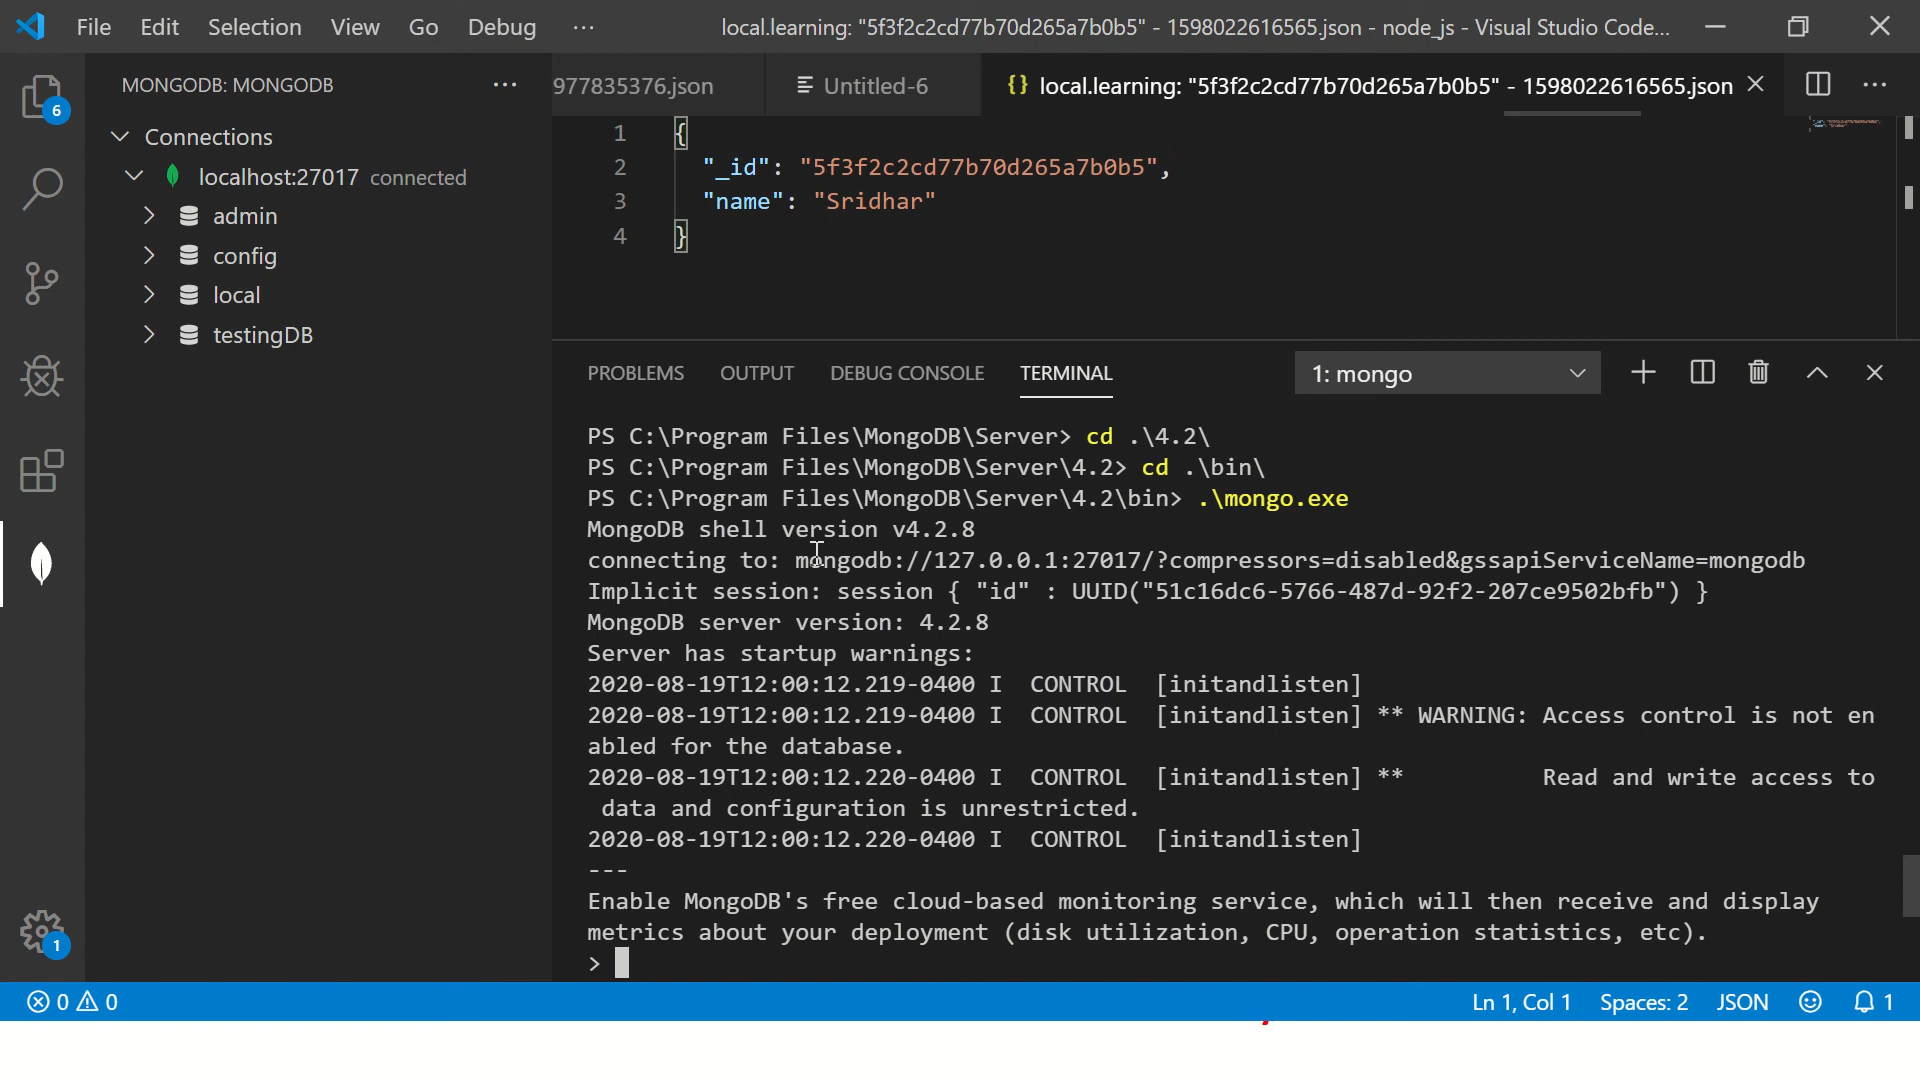 File Edit Selection View Go Debug ··· local.learning: "5f3f2c2cd77b70d265a7b0b5" - 1598022616565.json - node_js - Visual Studio Code...
MONGODB: MONGODB ···
977835376.json Untitled-6 {} local.learning: "5f3f2c2cd77b70d265a7b0b5" - 1598022616565.json ···
6
Connections
localhost:27017 connected
admin
config
local
testingDB
1 {
2 "_id": "5f3f2c2cd77b70d265a7b0b5",
3 "name": "Sridhar"
4 }
PROBLEMS OUTPUT DEBUG CONSOLE TERMINAL 1: mongo
PS C:\Program Files\MongoDB\Server> cd .\4.2\
PS C:\Program Files\MongoDB\Server\4.2> cd .\bin\
PS C:\Program Files\MongoDB\Server\4.2\bin> .\mongo.exe
MongoDB shell version v4.2.8
connecting to: mongodb://127.0.0.1:27017/?compressors=disabled&gssapiServiceName=mongodb
Implicit session: session { "id" : UUID("51c16dc6-5766-487d-92f2-207ce9502bfb") }
MongoDB server version: 4.2.8
Server has startup warnings:
2020-08-19T12:00:12.219-0400 I  CONTROL  [initandlisten]
2020-08-19T12:00:12.219-0400 I  CONTROL  [initandlisten] ** WARNING: Access control is not en
abled for the database.
2020-08-19T12:00:12.220-0400 I  CONTROL  [initandlisten] **          Read and write access to
 data and configuration is unrestricted.
2020-08-19T12:00:12.220-0400 I  CONTROL  [initandlisten]
---
Enable MongoDB's free cloud-based monitoring service, which will then receive and display
metrics about your deployment (disk utilization, CPU, operation statistics, etc).
>
1
0 0 Ln 1, Col 1 Spaces: 2 JSON 1